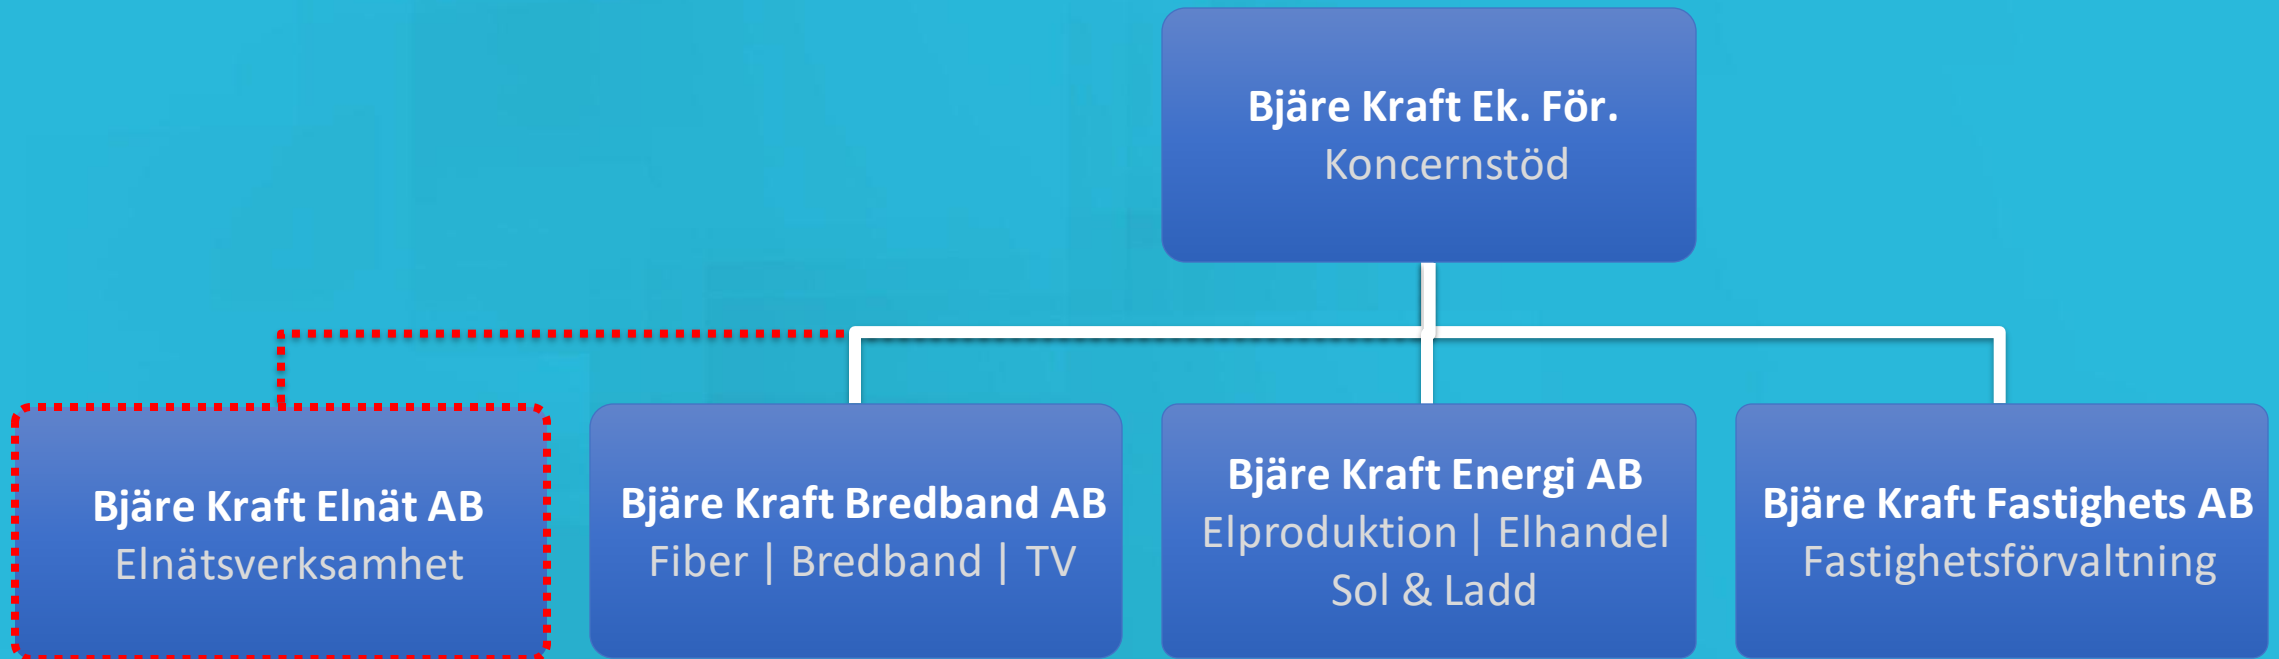 Bjäre Kraft Ek. För.
Koncernstöd
Bjäre Kraft Elnät AB
Elnätsverksamhet
Bjäre Kraft Bredband AB
Fiber | Bredband | TV
Bjäre Kraft Energi AB
Elproduktion | Elhandel
Sol & Ladd
Bjäre Kraft Fastighets AB
Fastighetsförvaltning